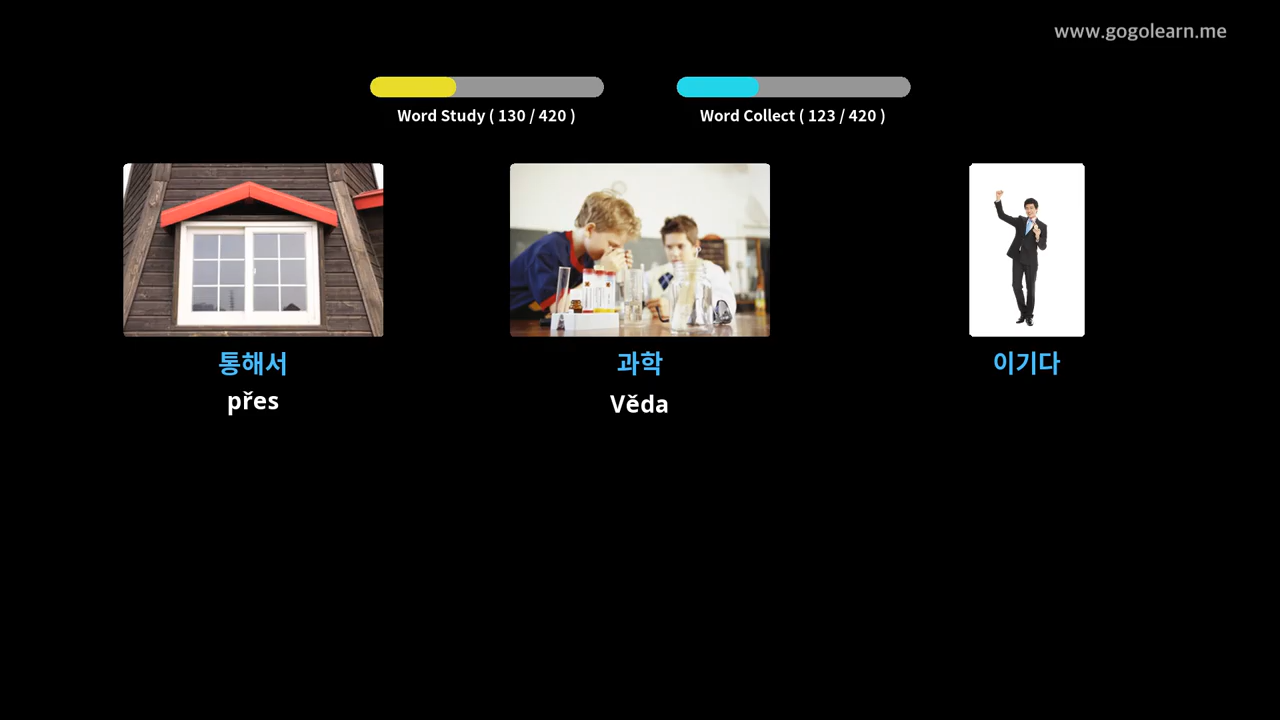 www.gogolearn.me
Word Study ( 130 / 420 )
Word Collect ( 123 / 420 )
통해서
přes
과학
Věda
이기다